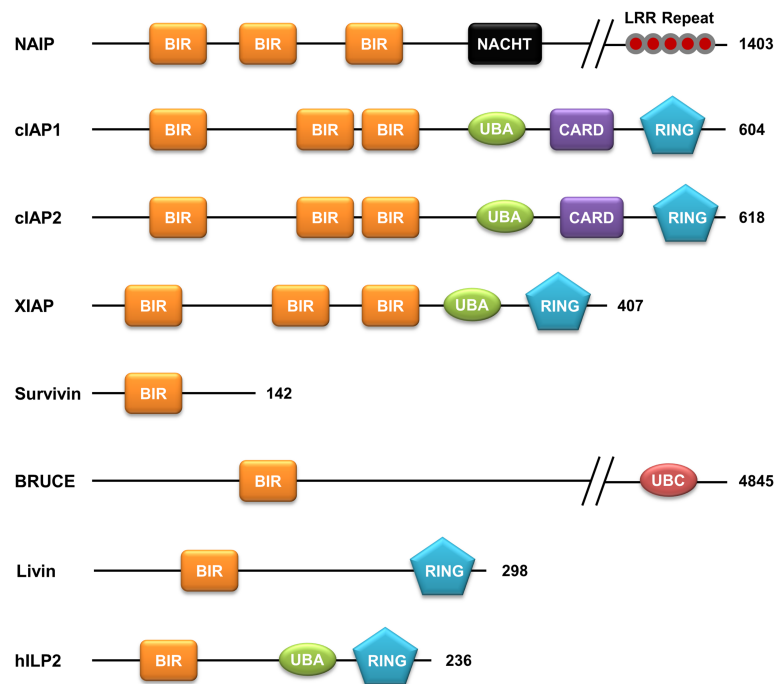 LRR Repeat
NAIP BIR BIR BIR NACHT 1403
cIAP1 BIR BIR BIR UBA CARD RING 604
cIAP2 BIR BIR BIR UBA CARD RING 618
XIAP BIR BIR BIR UBA RING 407
Survivin BIR 142
BRUCE BIR UBC 4845
Livin BIR RING 298
hILP2 BIR UBA RING 236